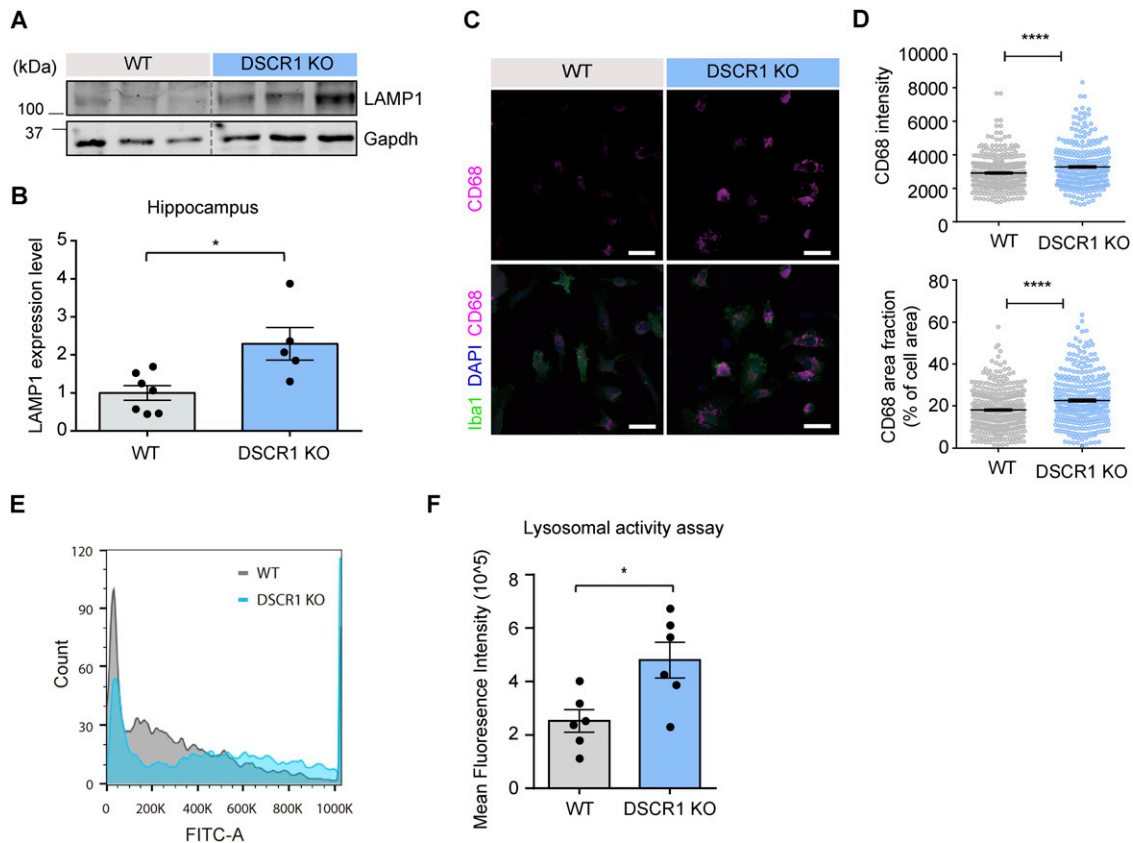 A
(kDa)
WT
DSCR1 KO
100
LAMP1
37
Gapdh
B
Hippocampus
LAMP1 expression level
5
4
3
2
1
0
*
WT
DSCR1 KO
C
WT
DSCR1 KO
CD68
Iba1 DAPI CD68
D
CD68 intensity
10000
8000
6000
4000
2000
0
****
WT
DSCR1 KO
CD68 area fraction
(% of cell area)
80
60
40
20
0
****
WT
DSCR1 KO
E
Count
120
90
60
30
0
WT
DSCR1 KO
0
200K
400K
600K
800K
1000K
FITC-A
F
Lysosomal activity assay
Mean Fluoresence Intensity (10^5)
8
6
4
2
0
*
WT
DSCR1 KO